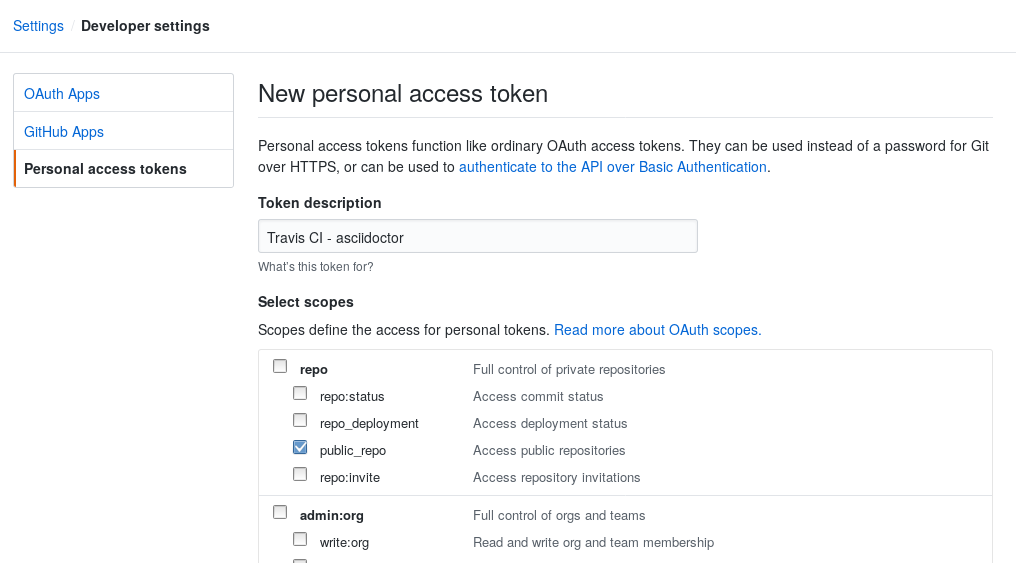 Settings / Developer settings
OAuth Apps
GitHub Apps
Personal access tokens
New personal access token
Personal access tokens function like ordinary OAuth access tokens. They can be used instead of a password for Git
over HTTPS, or can be used to authenticate to the API over Basic Authentication.
Token description
Travis CI - asciidoctor
What's this token for?
Select scopes
Scopes define the access for personal tokens. Read more about OAuth scopes.
repo Full control of private repositories
repo:status Access commit status
repo_deployment Access deployment status
public_repo Access public repositories
repo:invite Access repository invitations
admin:org Full control of orgs and teams
write:org Read and write org and team membership